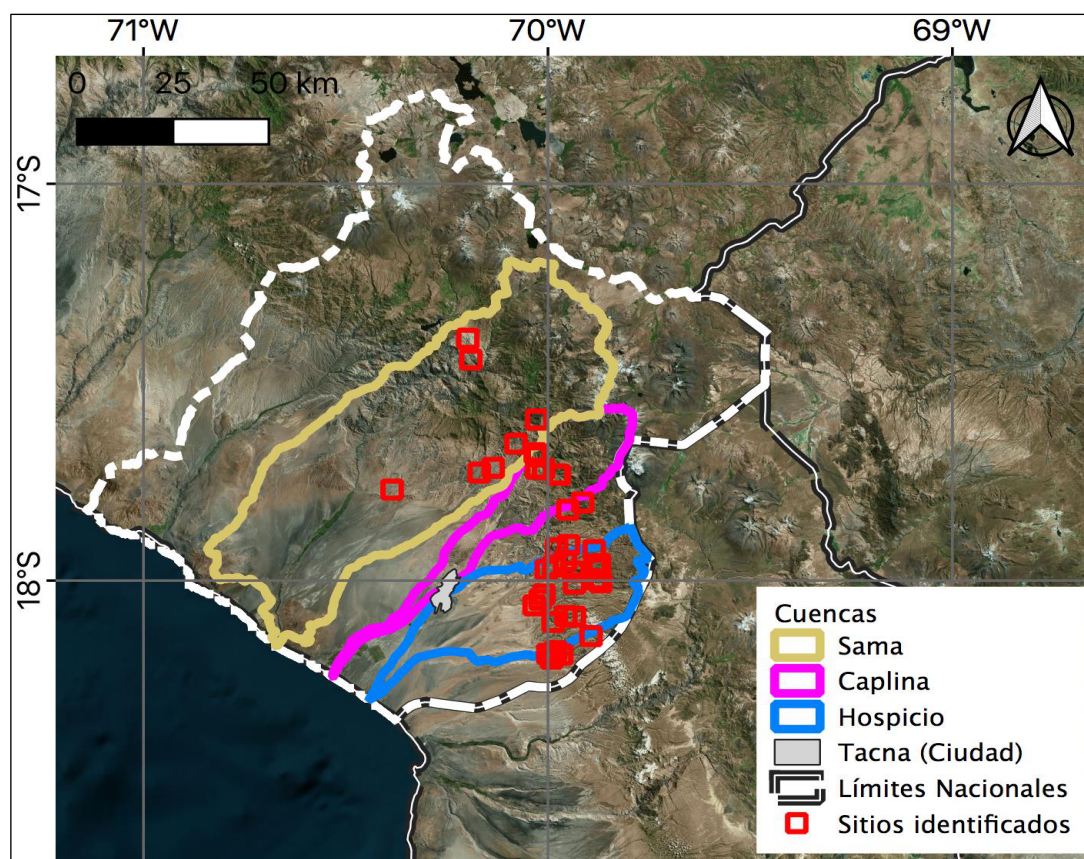 71°W 70°W 69°W
0 25 50 km
17°S
18°S
Cuencas
Sama
Caplina
Hospicio
Tacna (Ciudad)
Límites Nacionales
Sitios identificados